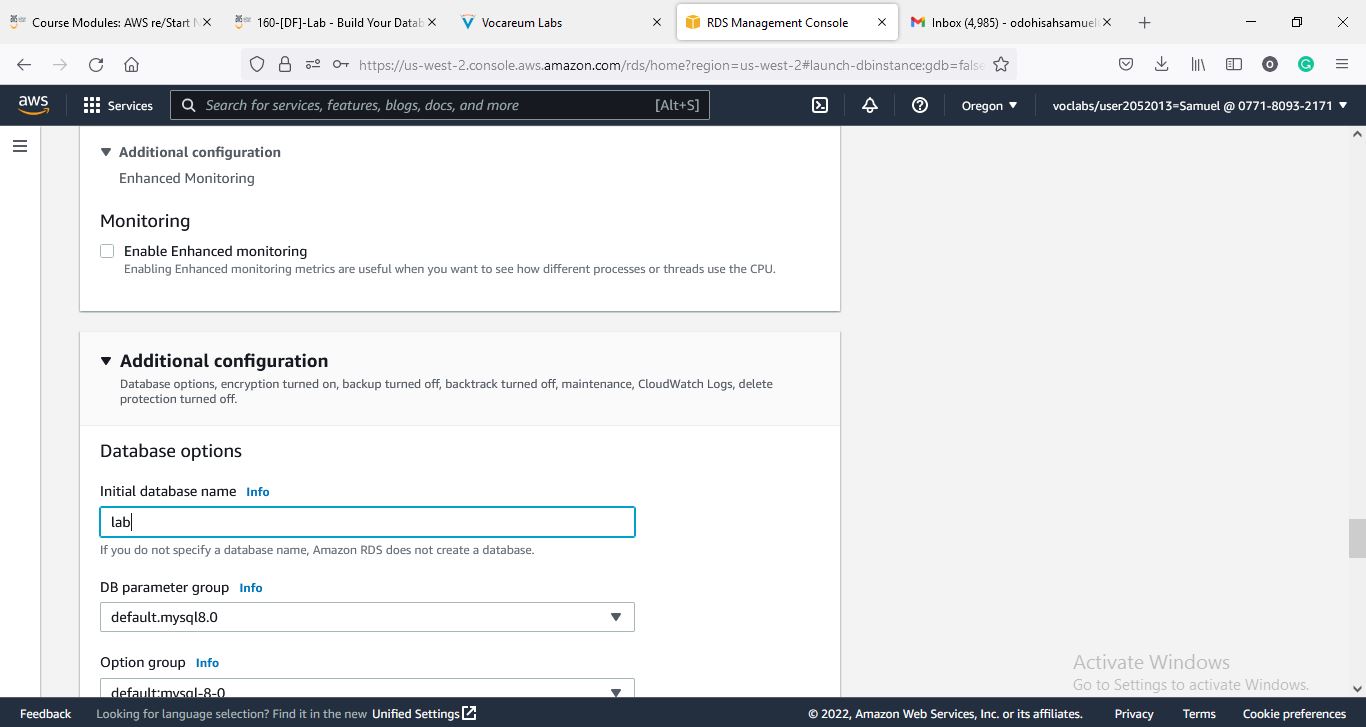 Course Modules: AWS re/Start N
160-[DF]-Lab - Build Your Datab
Vocareum Labs
RDS Management Console
Inbox (4,985) - odohisahsamuel
https://us-west-2.console.aws.amazon.com/rds/home?region=us-west-2#launch-dbinstance:gdb=false
aws
Services
Search for services, features, blogs, docs, and more
[Alt+S]
Oregon
voclabs/user2052013=Samuel @ 0771-8093-2171
Additional configuration
Enhanced Monitoring
Monitoring
Enable Enhanced monitoring
Enabling Enhanced monitoring metrics are useful when you want to see how different processes or threads use the CPU.
Additional configuration
Database options, encryption turned on, backup turned off, backtrack turned off, maintenance, CloudWatch Logs, delete
protection turned off.
Database options
Initial database name Info
lab
If you do not specify a database name, Amazon RDS does not create a database.
DB parameter group Info
default.mysql8.0
Option group Info
default:mysql-8-0
Activate Windows
Go to Settings to activate Windows.
Feedback
Looking for language selection? Find it in the new Unified Settings
© 2022, Amazon Web Services, Inc. or its affiliates.
Privacy
Terms
Cookie preferences